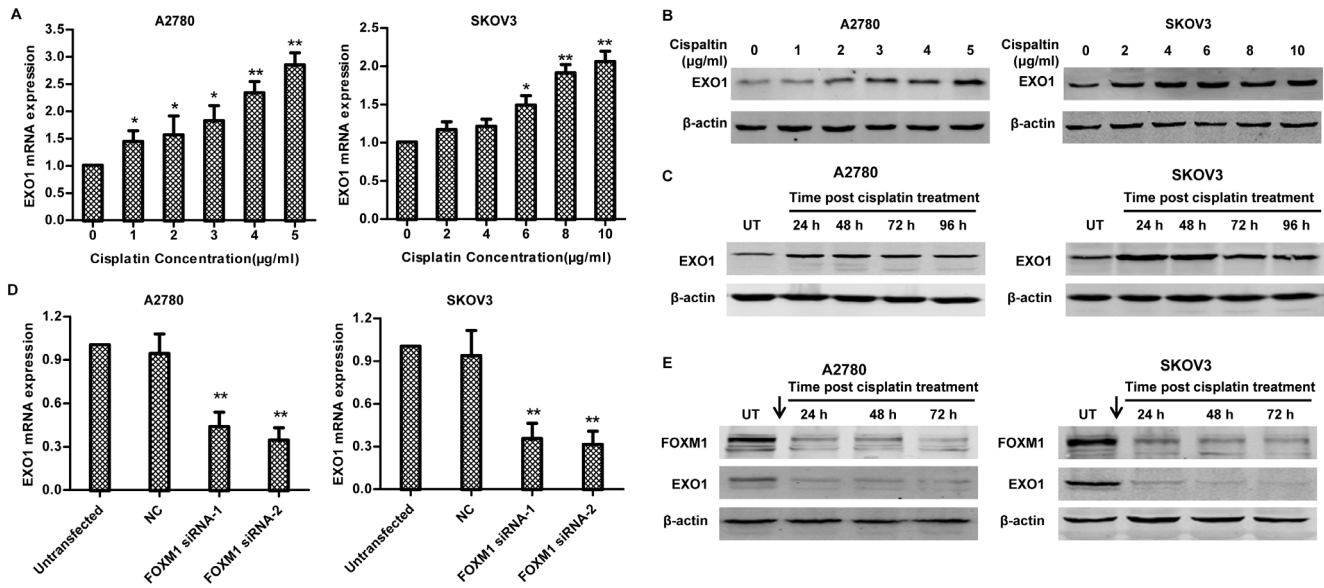 A
A2780
EXO1 mRNA expression
3.5
3.0
2.5
2.0
1.5
1.0
0.5
0.0
* * * ** **
0 1 2 3 4 5
Cisplatin Concentration(μg/ml)
SKOV3
EXO1 mRNA expression
2.5
2.0
1.5
1.0
0.5
0.0
* ** **
0 2 4 6 8 10
Cisplatin Concentration(μg/ml)
B
A2780
Cispaltin
(μg/ml)
0 1 2 3 4 5
EXO1
β-actin
SKOV3
Cisplatin
(μg/ml)
0 2 4 6 8 10
EXO1
β-actin
C
A2780
Time post cisplatin treatment
UT 24 h 48 h 72 h 96 h
EXO1
β-actin
SKOV3
Time post cisplatin treatment
UT 24 h 48 h 72 h 96 h
EXO1
β-actin
D
A2780
EXO1 mRNA expression
1.2
0.9
0.6
0.3
0.0
** **
Untransfected
NC
FOXM1 siRNA-1
FOXM1 siRNA-2
SKOV3
EXO1 mRNA expression
1.2
0.9
0.6
0.3
0.0
** **
Untransfected
NC
FOXM1 siRNA-1
FOXM1 siRNA-2
E
A2780
Time post cisplatin treatment
UT 24 h 48 h 72 h
FOXM1
EXO1
β-actin
SKOV3
Time post cisplatin treatment
UT 24 h 48 h 72 h
FOXM1
EXO1
β-actin